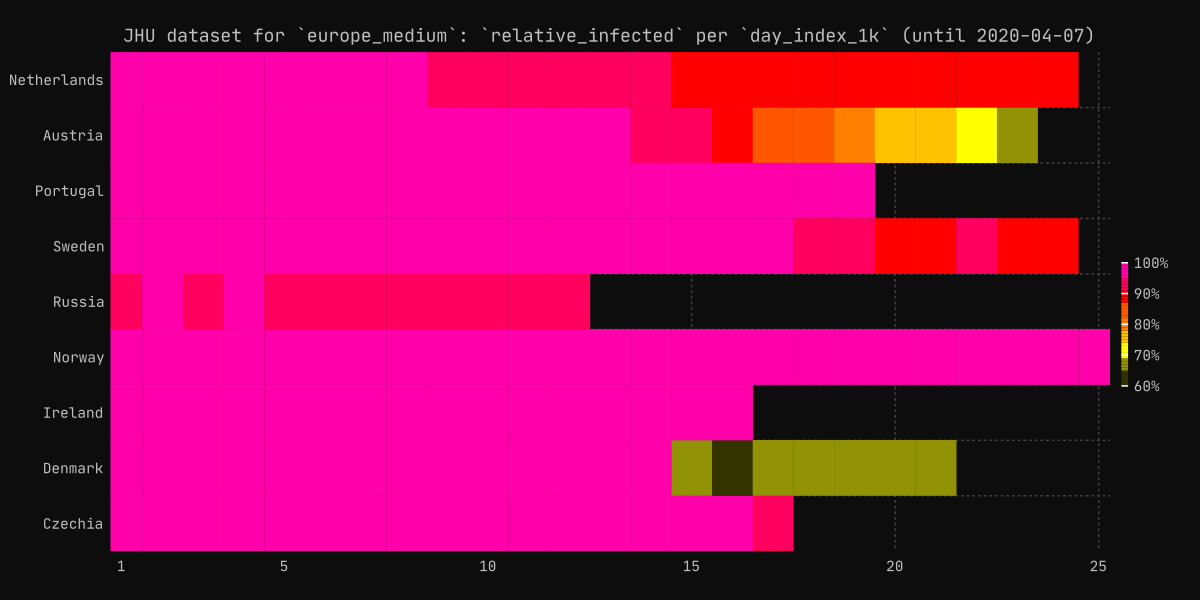 JHU dataset for `europe_medium`: `relative_infected` per `day_index_1k` (until 2020-04-07)
Netherlands
Austria
Portugal
Sweden
Russia
Norway
Ireland
Denmark
Czechia
1 5 10 15 20 25
100%
90%
80%
70%
60%